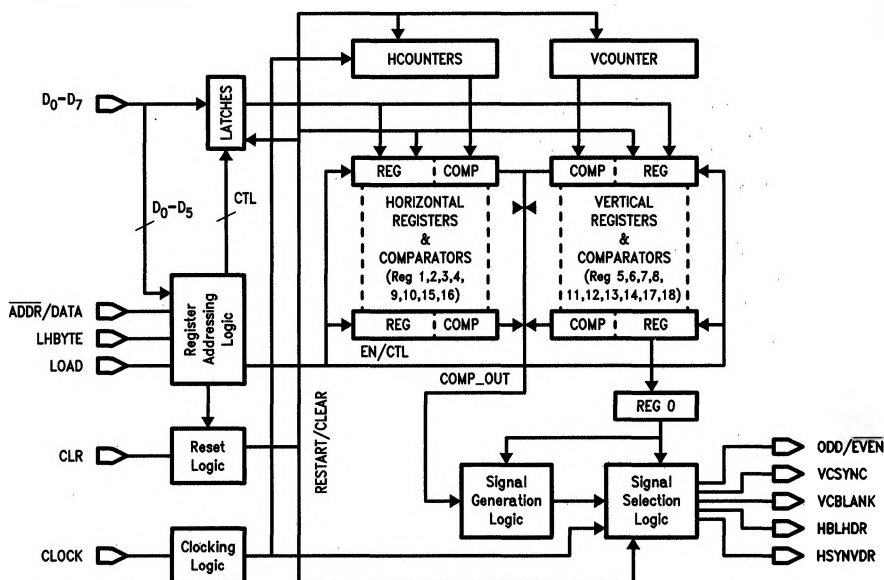 HCOUNTERS
VCOUNTER
D0-D7
LATCHES
CTL
D0-D5
REG
COMP
COMP
REG
HORIZONTAL
REGISTERS
&
COMPARATORS
(Reg 1,2,3,4,
9,10,15,16)
VERTICAL
REGISTERS
&
COMPARATORS
(Reg 5,6,7,8,
11,12,13,14,17,18)
REG
COMP
COMP
REG
ADDR/DATA
LHBYTE
LOAD
Register
Addressing
Logic
EN/CTL
COMP_OUT
REG 0
RESTART/CLEAR
CLR
Reset
Logic
Signal
Generation
Logic
Signal
Selection
Logic
ODD/EVEN
VCSYNC
VCBLANK
HBLHDR
HSYNVDR
CLOCK
Clocking
Logic